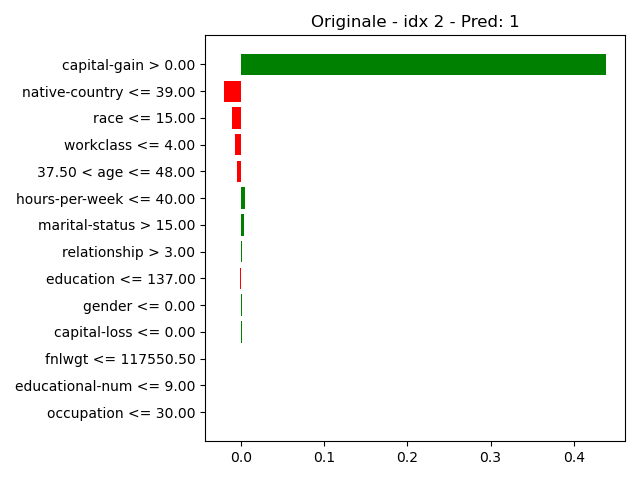 Originale - idx 2 - Pred: 1
capital-gain > 0.00
native-country <= 39.00
race <= 15.00
workclass <= 4.00
37.50 < age <= 48.00
hours-per-week <= 40.00
marital-status > 15.00
relationship > 3.00
education <= 137.00
gender <= 0.00
capital-loss <= 0.00
fnlwgt <= 117550.50
educational-num <= 9.00
occupation <= 30.00
0.0 0.1 0.2 0.3 0.4